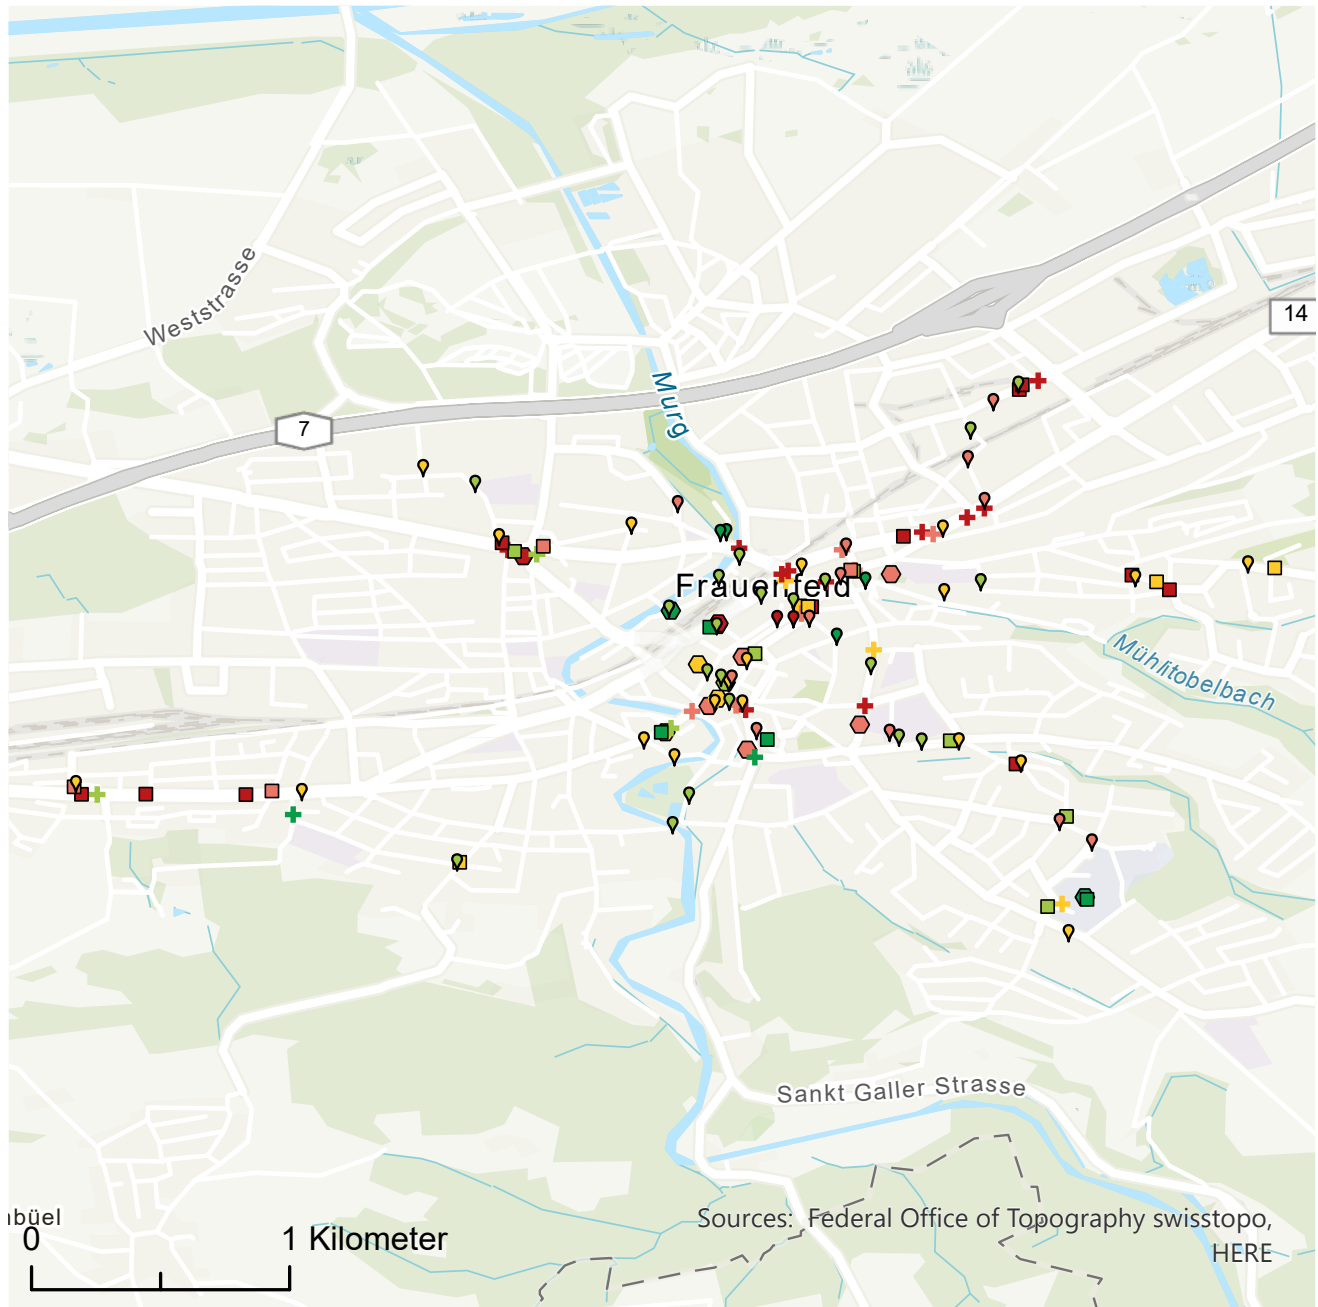 Weststrasse
14
Murg
7
Frauenfeld
Mühlitobelbach
Sankt Galler Strasse
Sources: Federal Office of Topography swisstopo,
HERE
0
1 Kilometer